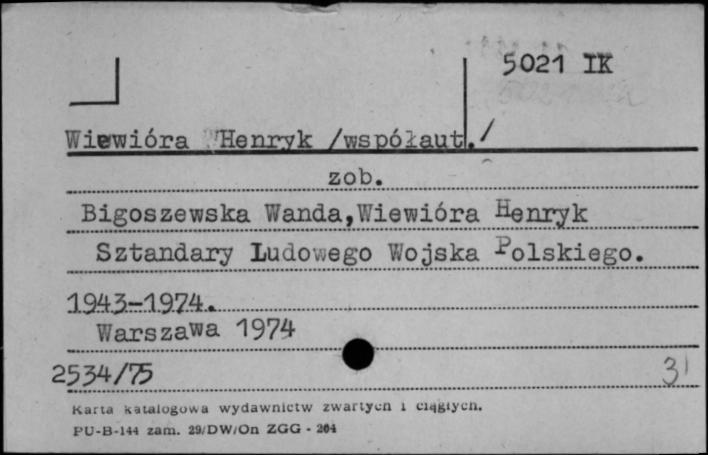 5021 IK
Wiewióra Henryk /współaut./
zob.
Bigoszewska Wanda,Wiewióra Henryk
Sztandary Ludowego Wojska Polskiego.
1943-1974.
Warszawa 1974
2534/75 31
Karta katalogowa wydawnictw zwartych i ciągłych.
PU-B-144 zam. 29/DW/On ZGG - 264